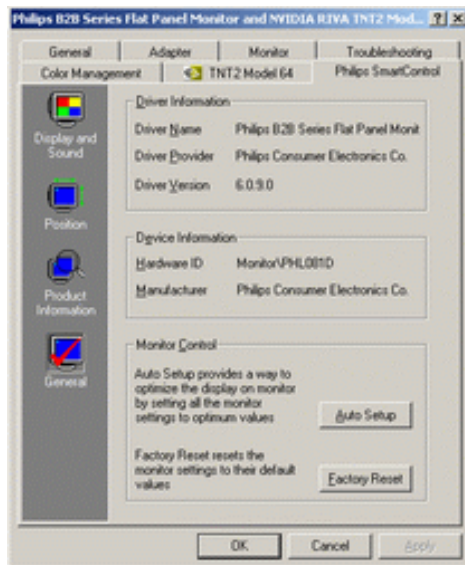 Philips B2B Series Flat Panel Monitor and NVIDIA RIVA TNT2 Mod...
General Adapter Monitor Troubleshooting
Color Management TNT2 Model 64 Philips SmartControl
Display and
Sound
Position
Product
Information
General
Driver Information
Driver Name Philips B2B Series Flat Panel Monit
Driver Provider Philips Consumer Electronics Co.
Driver Version 6.0.9.0
Device Information
Hardware ID Monitor\PHL081D
Manufacturer Philips Consumer Electronics Co.
Monitor Control
Auto Setup provides a way to
optimize the display on monitor
by setting all the monitor
settings to optimum values
Auto Setup
Factory Reset resets the
monitor settings to their default
values
Factory Reset
OK Cancel Apply